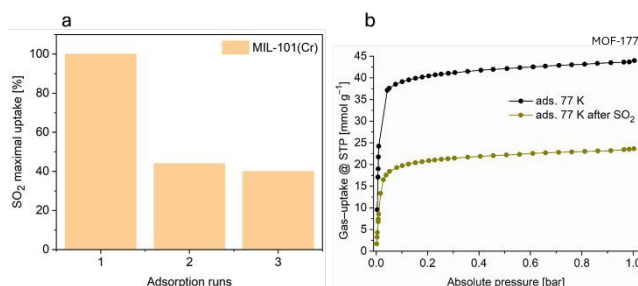 a
b
MIL-101(Cr)
SO₂ maximal uptake [%]
100
80
60
40
20
0
1 2 3
Adsorption runs
MOF-177
ads. 77 K
ads. 77 K after SO₂
Gas–uptake @ STP [mmol g⁻¹]
45
40
35
30
25
20
15
10
5
0
0.0 0.2 0.4 0.6 0.8 1.0
Absolute pressure [bar]